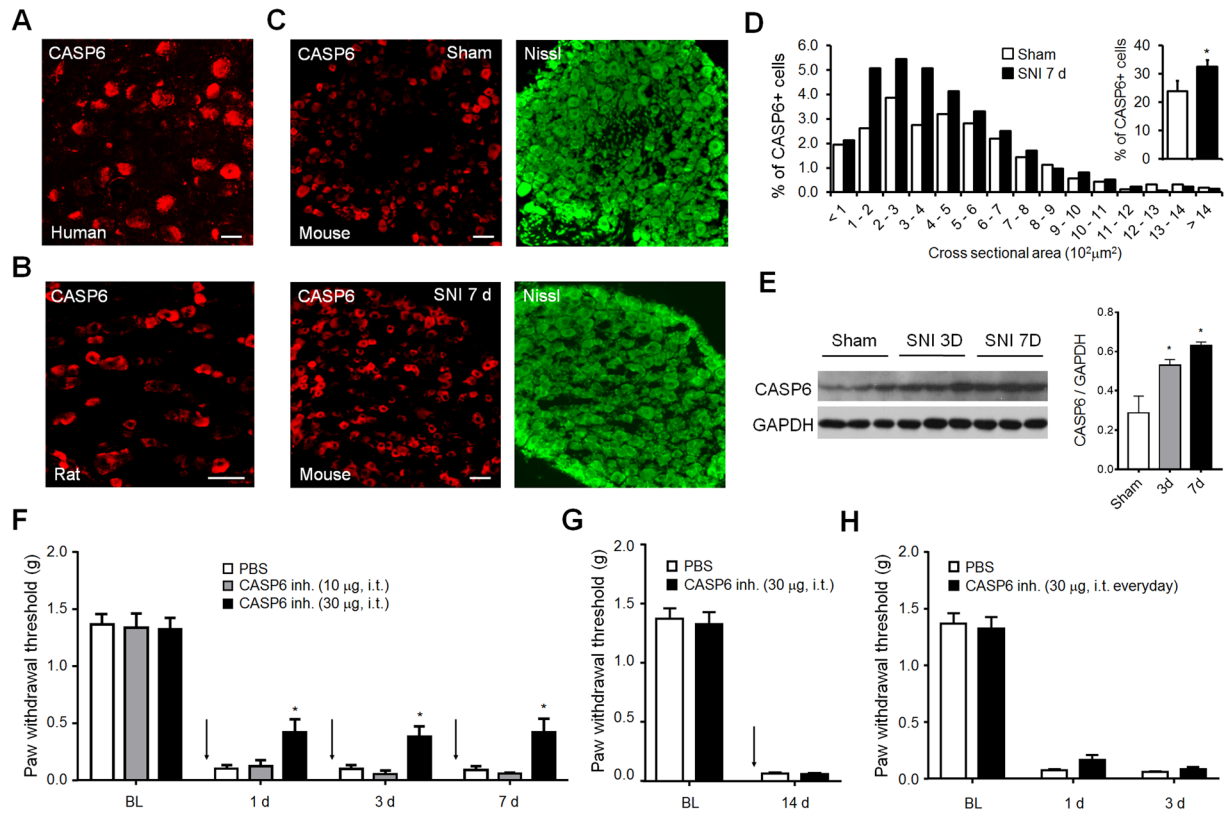 A
CASP6
Human
B
CASP6
Rat
C
CASP6
Sham
Mouse
Nissl
CASP6
SNI 7 d
Mouse
Nissl
D
% of CASP6+ cells
6.0
5.0
4.0
3.0
2.0
1.0
0.0
Sham
SNI 7 d
< 1
1 - 2
2 - 3
3 - 4
4 - 5
5 - 6
6 - 7
7 - 8
8 - 9
9 - 10
10 - 11
11 - 12
12 - 13
13 - 14
> 14
Cross sectional area (10²μm²)
% of CASP6+ cells
40
30
20
10
0
*
E
Sham
SNI 3D
SNI 7D
CASP6
GAPDH
CASP6 / GAPDH
0.8
0.6
0.4
0.2
0.0
*
*
Sham
3d
7d
F
Paw withdrawal threshold (g)
2.0
1.5
1.0
0.5
0.0
PBS
CASP6 inh. (10 μg, i.t.)
CASP6 inh. (30 μg, i.t.)
*
*
*
BL
1 d
3 d
7 d
G
Paw withdrawal threshold (g)
2.0
1.5
1.0
0.5
0.0
PBS
CASP6 inh. (30 μg, i.t.)
BL
14 d
H
Paw withdrawal threshold (g)
2.0
1.5
1.0
0.5
0.0
PBS
CASP6 inh. (30 μg, i.t. everyday)
BL
1 d
3 d